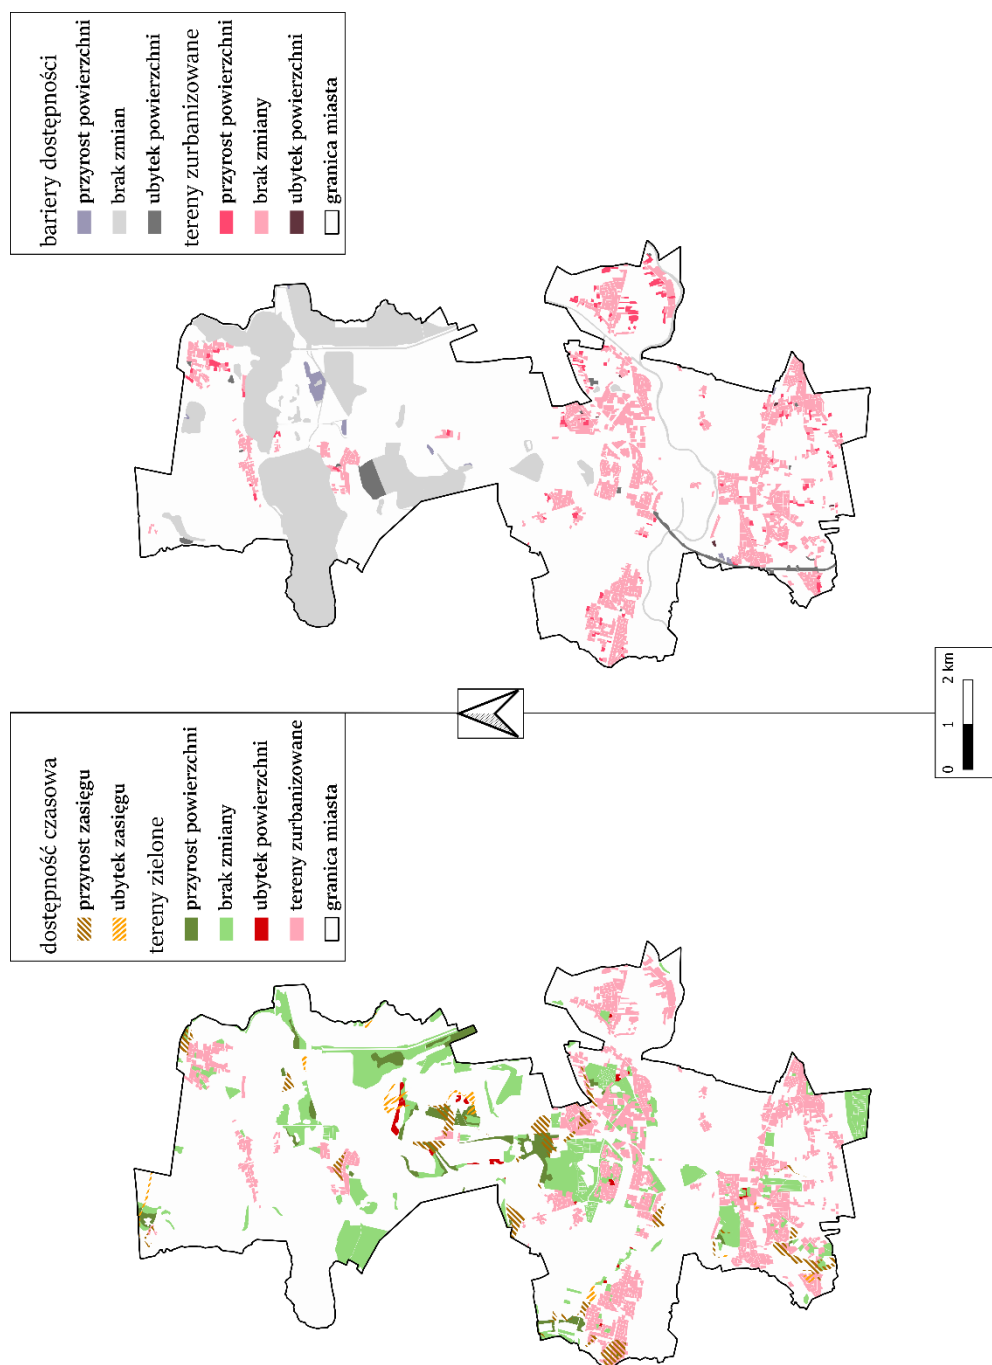 dostępność czasowa
przyrost zasięgu
ubytek zasięgu
tereny zielone
przyrost powierzchni
brak zmiany
ubytek powierzchni
tereny zurbanizowane
granica miasta
bariery dostępności
przyrost powierzchni
brak zmian
ubytek powierzchni
tereny zurbanizowane
przyrost powierzchni
brak zmiany
ubytek powierzchni
granica miasta
0 1 2 km